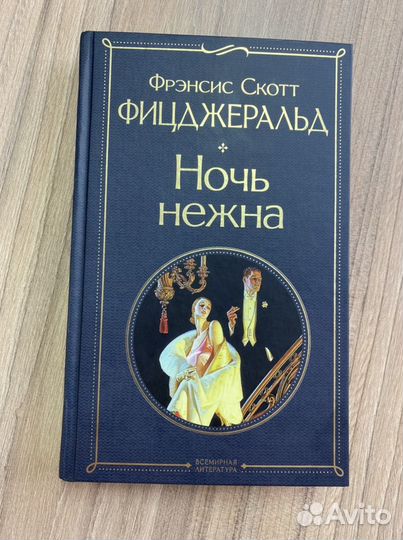 Фрэнсис Скотт
ФИЦДЖЕРАЛЬД
Ночь
нежна
ВСЕМИРНАЯ
ЛИТЕРАТУРА
Avito